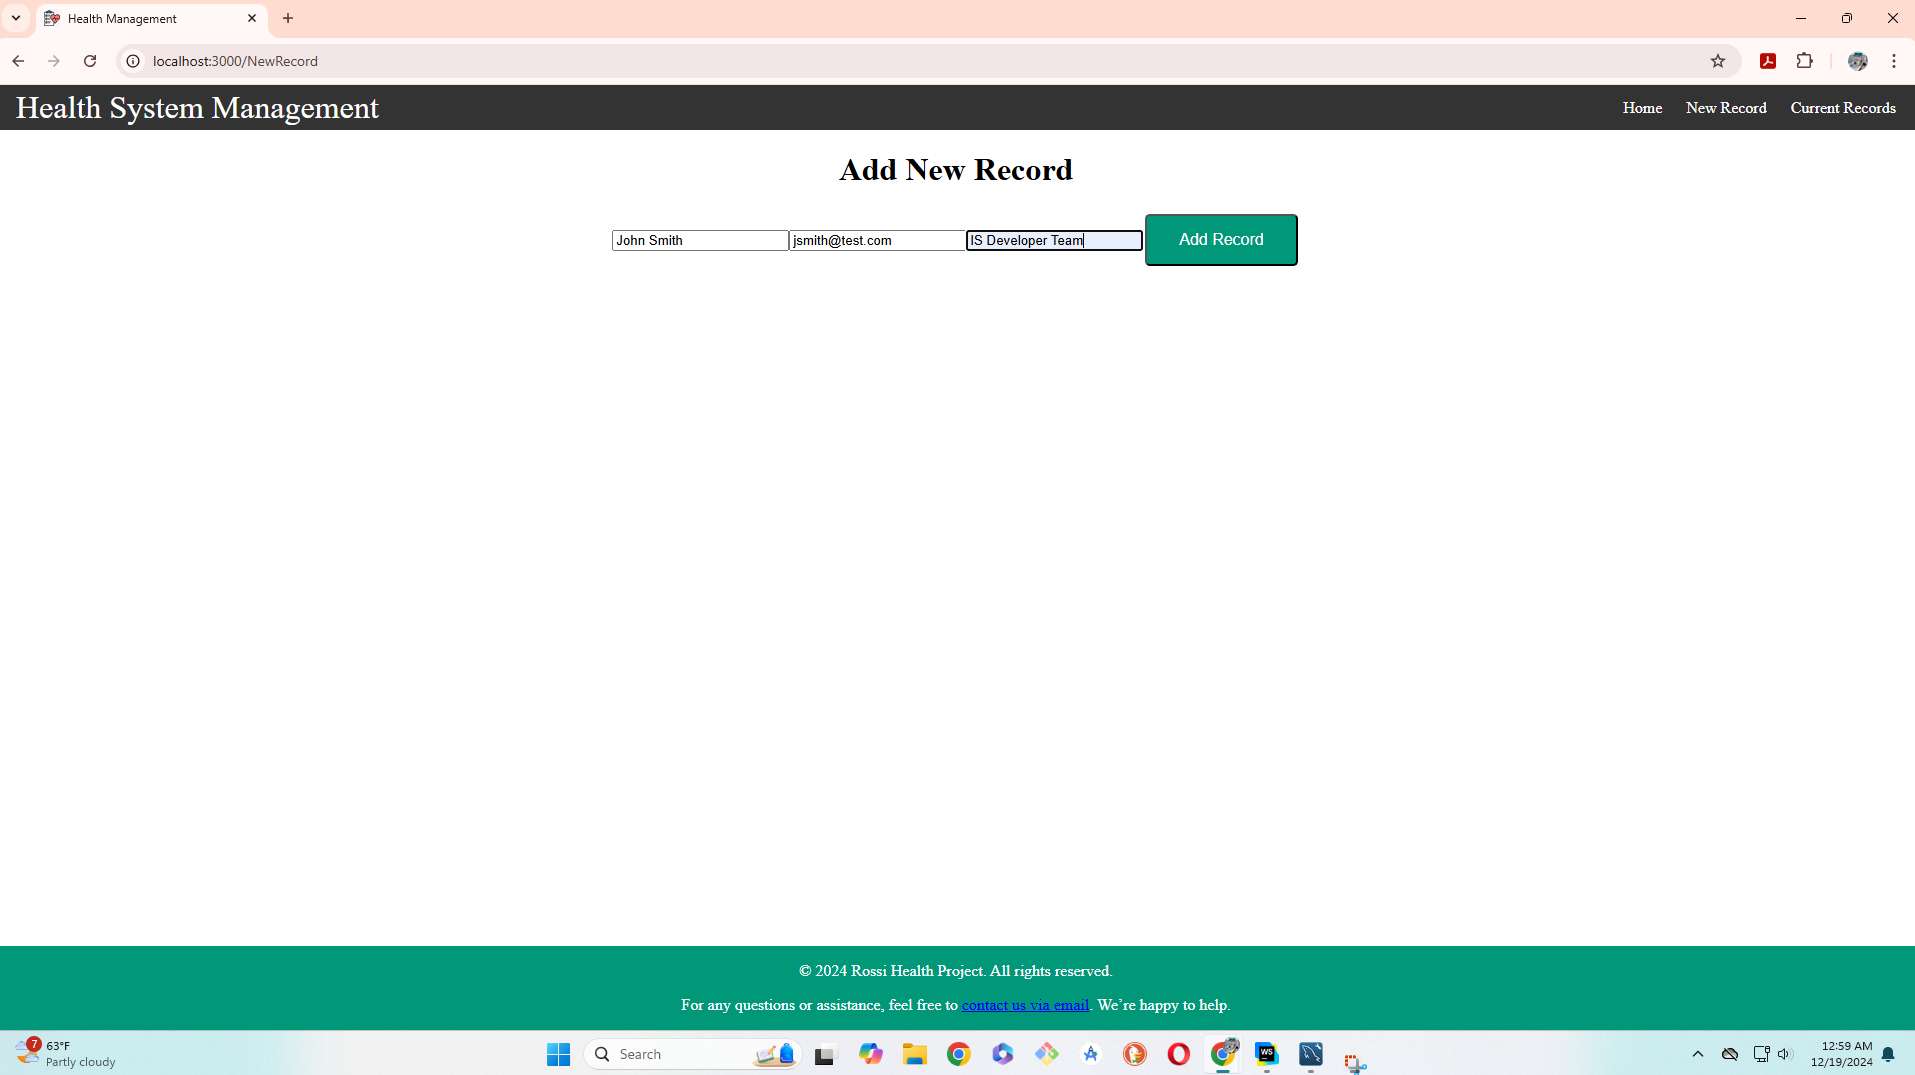 Health Management
localhost:3000/NewRecord
Health System Management
Home New Record Current Records
Add New Record
John Smith jsmith@test.com IS Developer Team Add Record
© 2024 Rossi Health Project. All rights reserved.
For any questions or assistance, feel free to contact us via email. We’re happy to help.
7 63°F
Partly cloudy
Search
WS
12:59 AM
12/19/2024